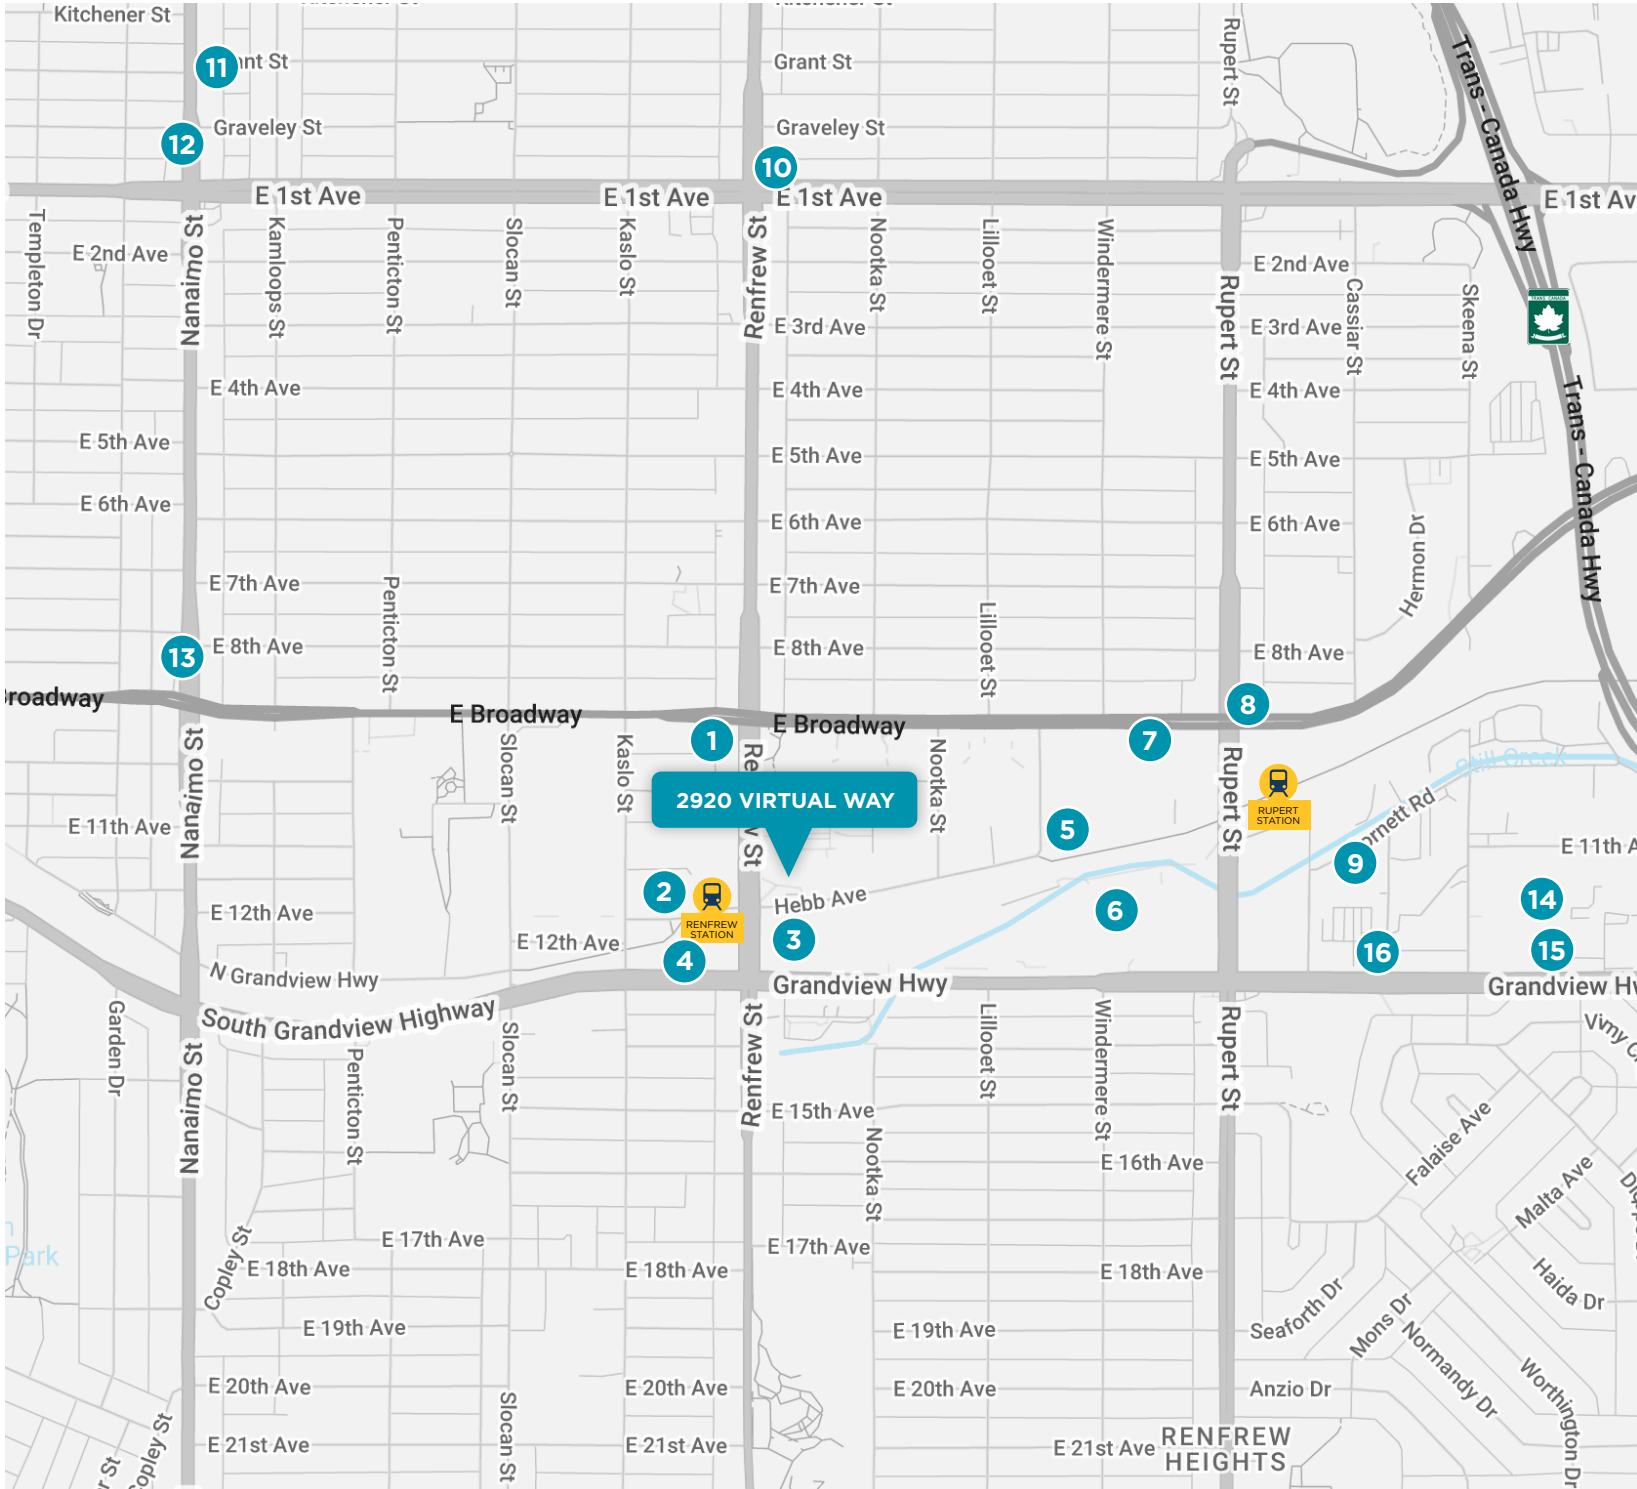 Kitchener St
Grant St
Rupert St
Trans - Canada Hwy
11
nt St
12
Graveley St
Graveley St
10
E 1st Ave
E 1st Ave
E 1st Ave
E 1st Av
Templeton Dr
E 2nd Ave
Nanaimo St
Kamloops St
Penticton St
Slocan St
Kaslo St
Renfrew St
Nootka St
Lillooet St
Windermere St
Rupert St
E 2nd Ave
Cassiar St
Skeena St
TRANS CANADA
E 3rd Ave
E 3rd Ave
E 4th Ave
E 4th Ave
E 4th Ave
Trans - Canada Hwy
E 5th Ave
E 5th Ave
E 5th Ave
E 6th Ave
E 6th Ave
E 6th Ave
Hermon Dr
E 7th Ave
Penticton St
E 7th Ave
Lillooet St
13
E 8th Ave
E 8th Ave
E 8th Ave
Broadway
E Broadway
E Broadway
8
1
7
Nanaimo St
Slocan St
Kaslo St
Nootka St
Rupert St
Still Creek
RUPERT
STATION
2920 VIRTUAL WAY
E 11th Ave
5
ornett Rd
E 11th A
9
2
RENFREW
STATION
Hebb Ave
6
14
E 12th Ave
E 12th Ave
3
4
16
15
N Grandview Hwy
Grandview Hwy
Grandview Hw
South Grandview Highway
Garden Dr
Nanaimo St
Penticton St
Slocan St
Renfrew St
Lillooet St
Windermere St
Rupert St
Vimy C
E 15th Ave
Nootka St
Falaise Ave
E 16th Ave
Malta Ave
Park
Copley St
E 17th Ave
E 17th Ave
E 18th Ave
E 18th Ave
E 18th Ave
Haida Dr
Seaforth Dr
Mons Dr
E 19th Ave
E 19th Ave
Normandy Dr
Worthington Dr
E 20th Ave
E 20th Ave
E 20th Ave
Anzio Dr
Copley St
Slocan St
E 21st Ave
E 21st Ave
E 21st Ave
RENFREW
HEIGHTS